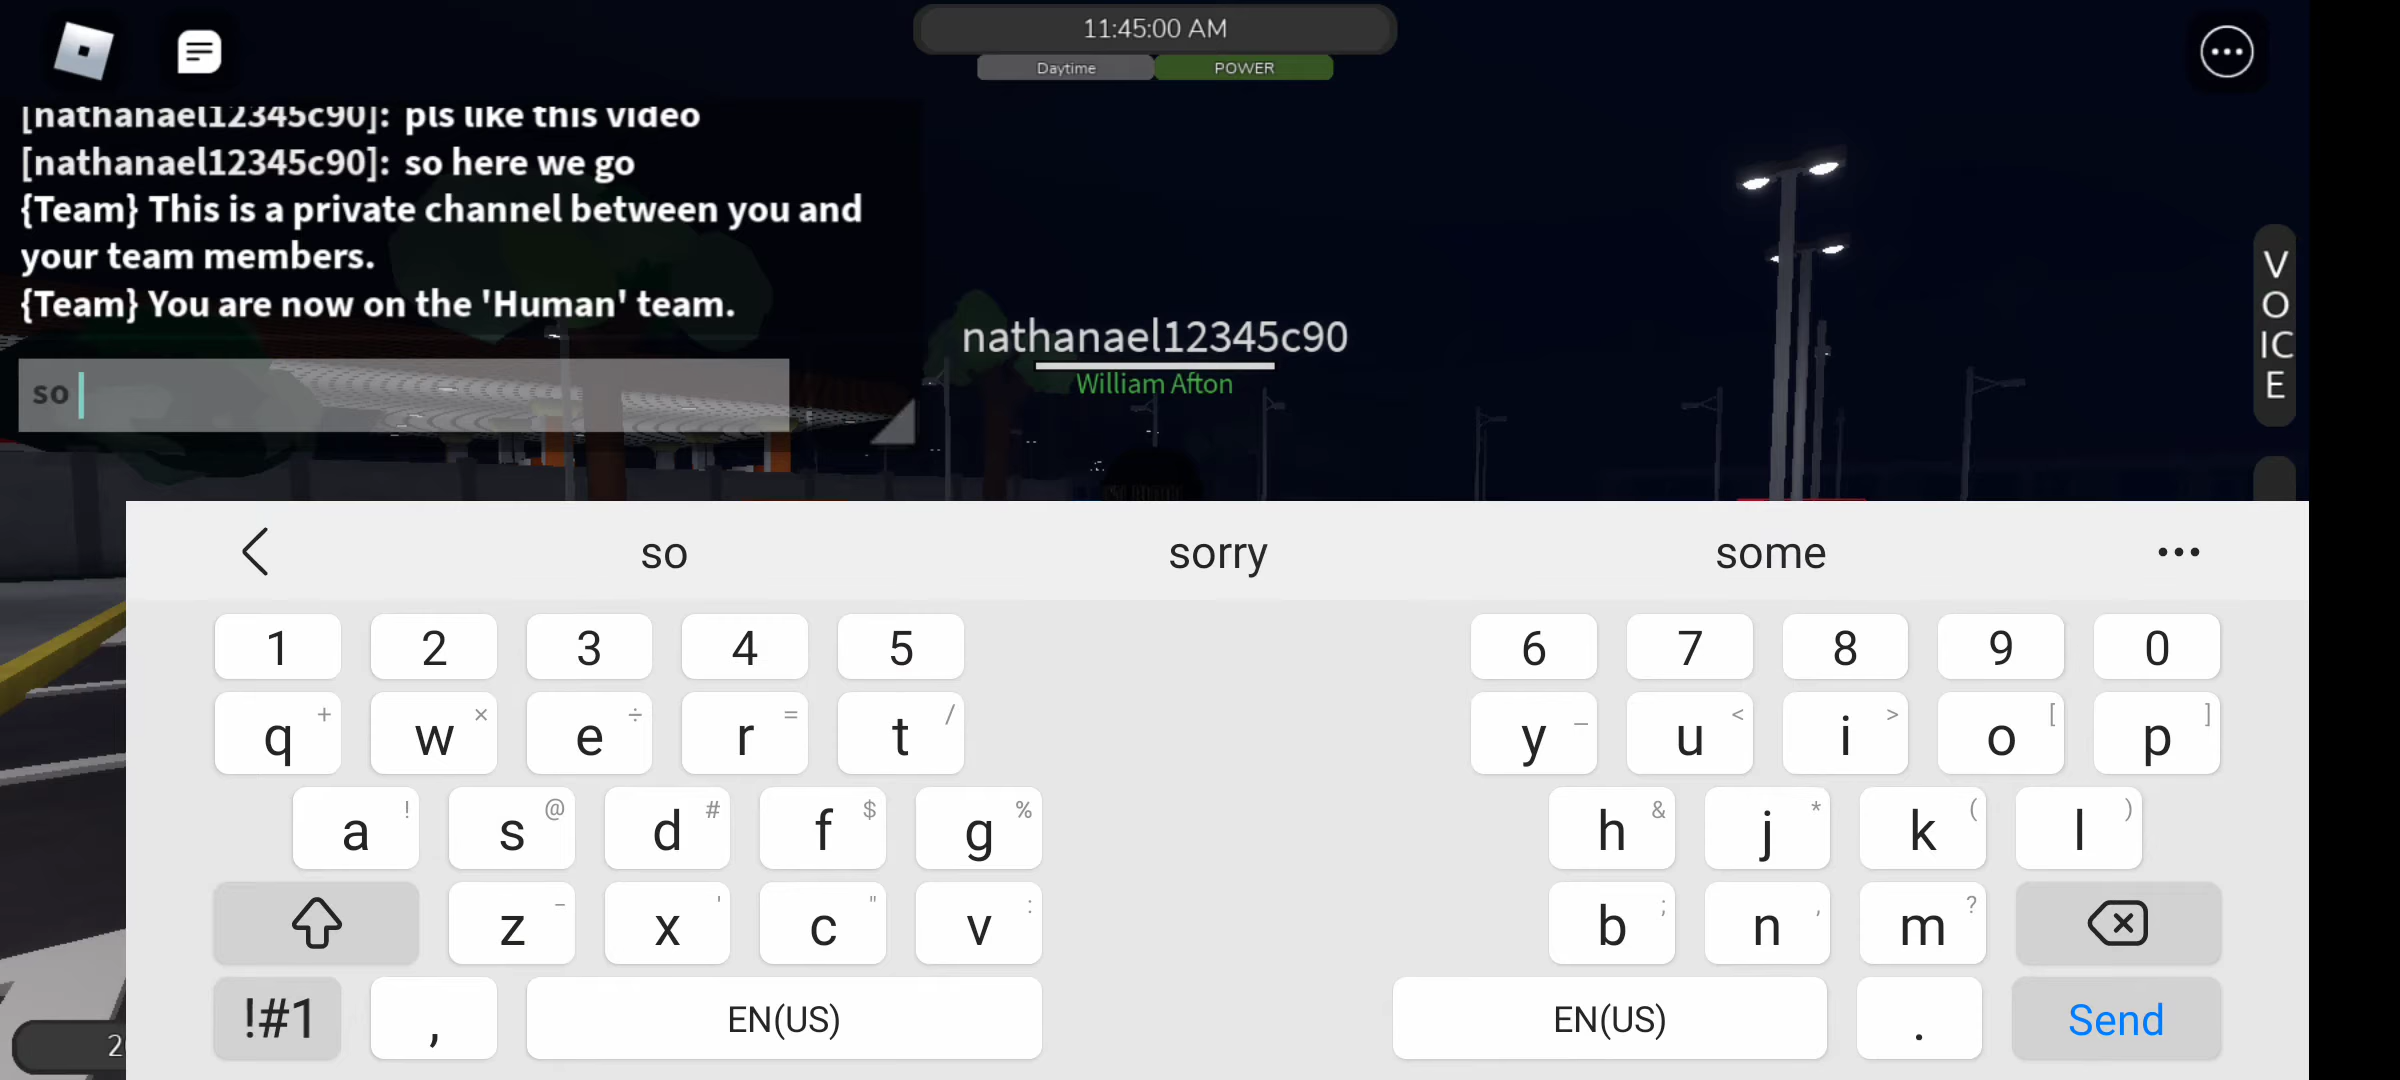 11:45:00 AM
Daytime POWER
[nathanael12345c90]: pls like this video
[nathanael12345c90]: so here we go
{Team} This is a private channel between you and
your team members.
{Team} You are now on the 'Human' team.
so
nathanael12345c90
William Afton
V
O
IC
E
so sorry some
1 2 3 4 5 6 7 8 9 0
q + w × e ÷ r = t / y _ u < i > o [ p ]
a ! s @ d # f $ g % h & j * k ( l )
z - x ' c " v : b ; n , m ?
!#1 , EN(US) EN(US) . Send